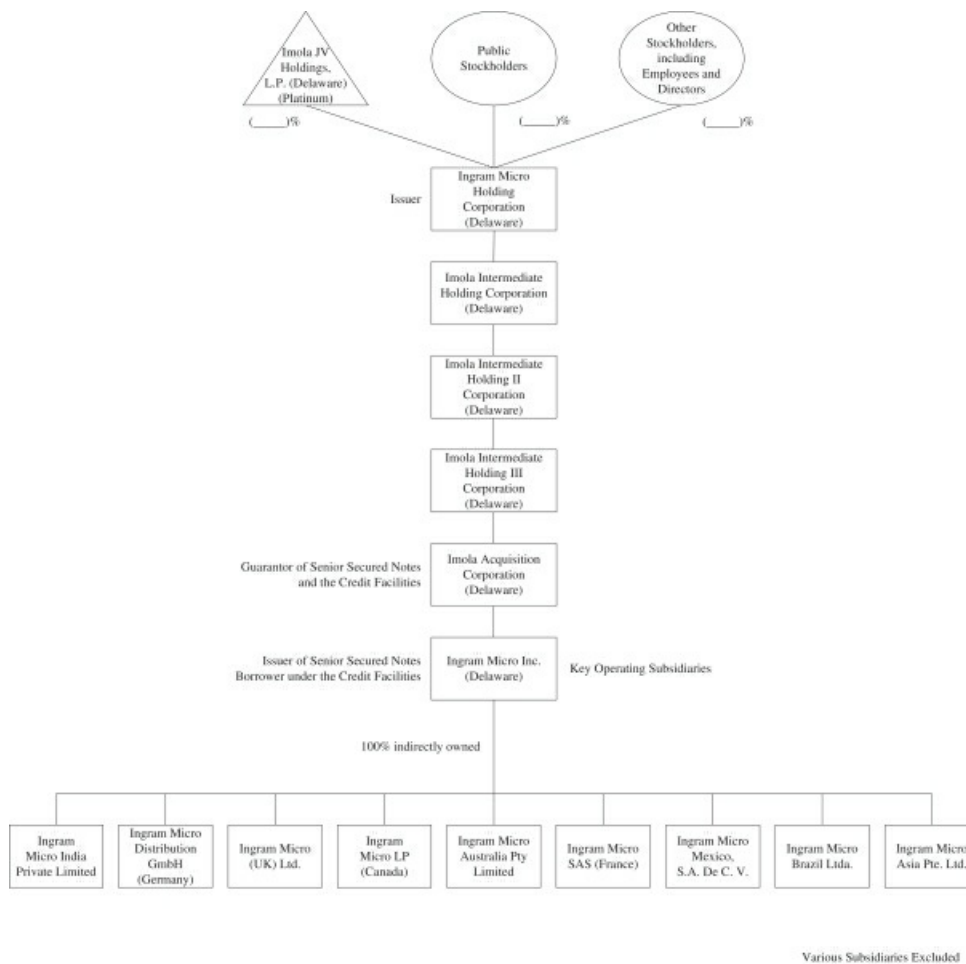 Imola JV
Holdings,
L.P. (Delaware)
(Platinum)
Public
Stockholders
Other
Stockholders,
including
Employees and
Directors
(_____)%
(_____)%
(_____)%
Issuer
Ingram Micro
Holding
Corporation
(Delaware)
Imola Intermediate
Holding Corporation
(Delaware)
Imola Intermediate
Holding II
Corporation
(Delaware)
Imola Intermediate
Holding III
Corporation
(Delaware)
Guarantor of Senior Secured Notes
and the Credit Facilities
Imola Acquisition
Corporation
(Delaware)
Issuer of Senior Secured Notes
Borrower under the Credit Facilities
Ingram Micro Inc.
(Delaware)
Key Operating Subsidiaries
100% indirectly owned
Ingram
Micro India
Private Limited
Ingram Micro
Distribution
GmbH
(Germany)
Ingram Micro
(UK) Ltd.
Ingram
Micro LP
(Canada)
Ingram Micro
Australia Pty
Limited
Ingram Micro
SAS (France)
Ingram Micro
Mexico,
S.A. De C. V.
Ingram Micro
Brazil Ltda.
Ingram Micro
Asia Pte. Ltd.
Various Subsidiaries Excluded